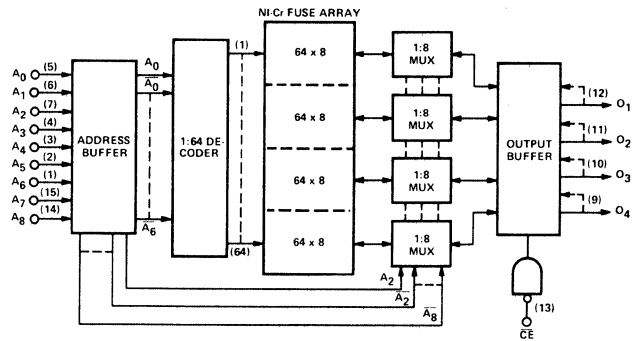 NI-Cr FUSE ARRAY
A0 (5)
A1 (6)
A2 (7)
A3 (4)
A4 (3)
A5 (2)
A6 (1)
A7 (15)
A8 (14)
ADDRESS
BUFFER
A0
A̅0
A̅6
1:64 DE-
CODER
(1)
(64)
64 x 8
64 x 8
64 x 8
64 x 8
1:8
MUX
1:8
MUX
1:8
MUX
1:8
MUX
A2
A̅2
A̅8
OUTPUT
BUFFER
(12)
O1
(11)
O2
(10)
O3
(9)
O4
(13)
C̅E̅